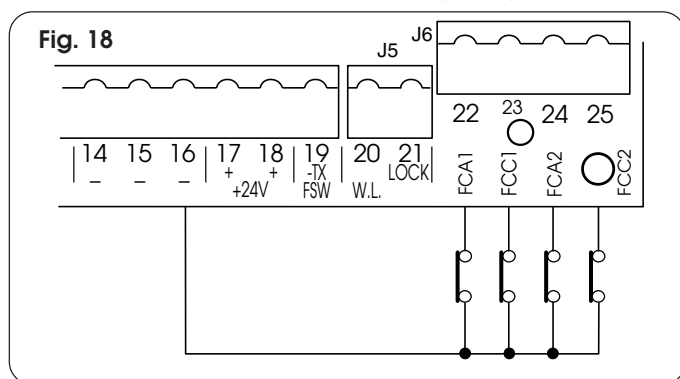 Fig. 18
J5
J6
14 15 16 17 18 19 20 21 22 23 24 25
– – – + + -TX LOCK
+24V FSW W.L.
FCA1 FCC1 FCA2 FCC2